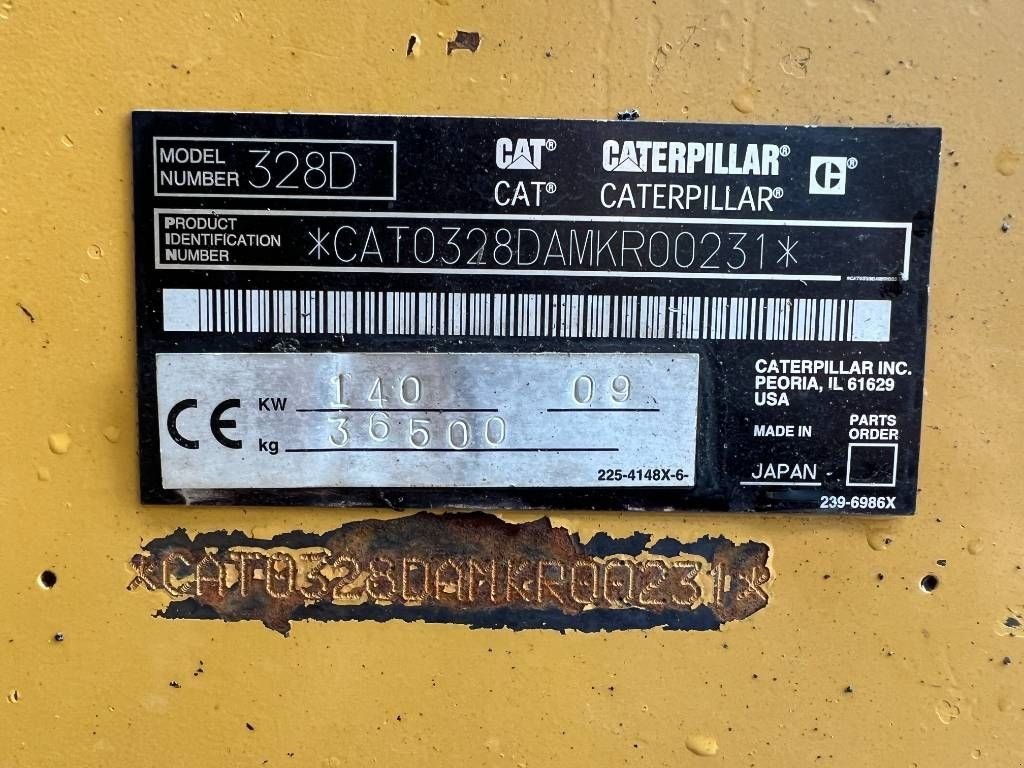 MODEL NUMBER 328D
CAT® CATERPILLAR® C®
CAT® CATERPILLAR®
PRODUCT IDENTIFICATION NUMBER *CAT0328DAMKR00231*
CE KW 140 09
kg 36500
225-4148X-6-
CATERPILLAR INC.
PEORIA, IL 61629
USA
MADE IN JAPAN
PARTS ORDER
239-6986X
*CAT0328DAMKR00231*